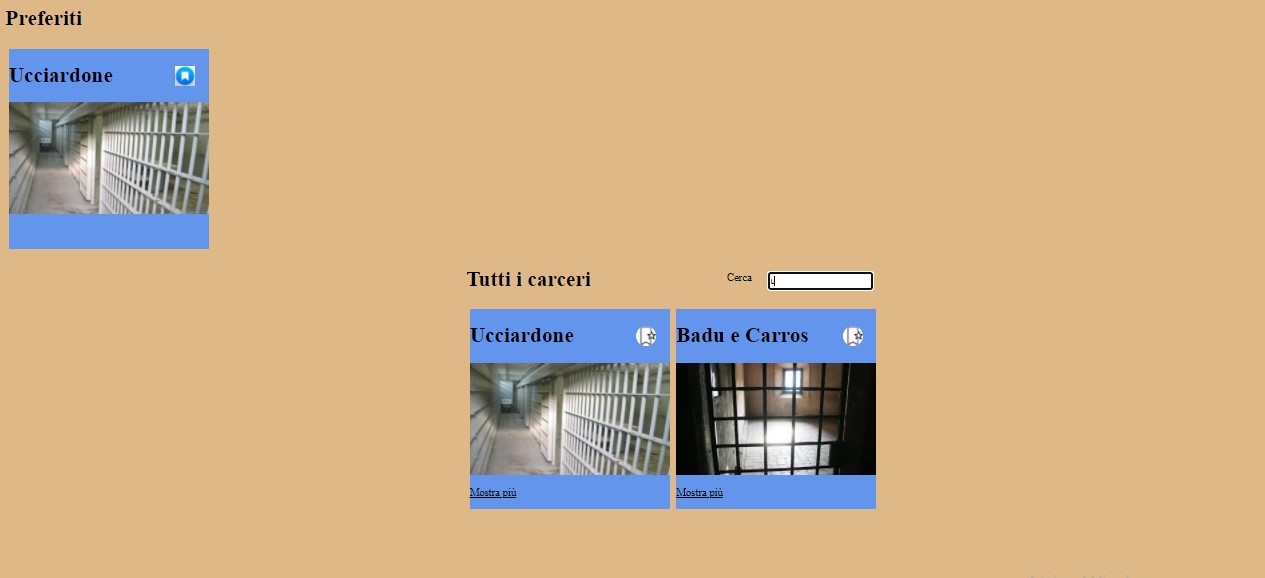 Preferiti
Ucciardone
Tutti i carceri
Cerca
u
Ucciardone
Badu e Carros
Mostra più
Mostra più